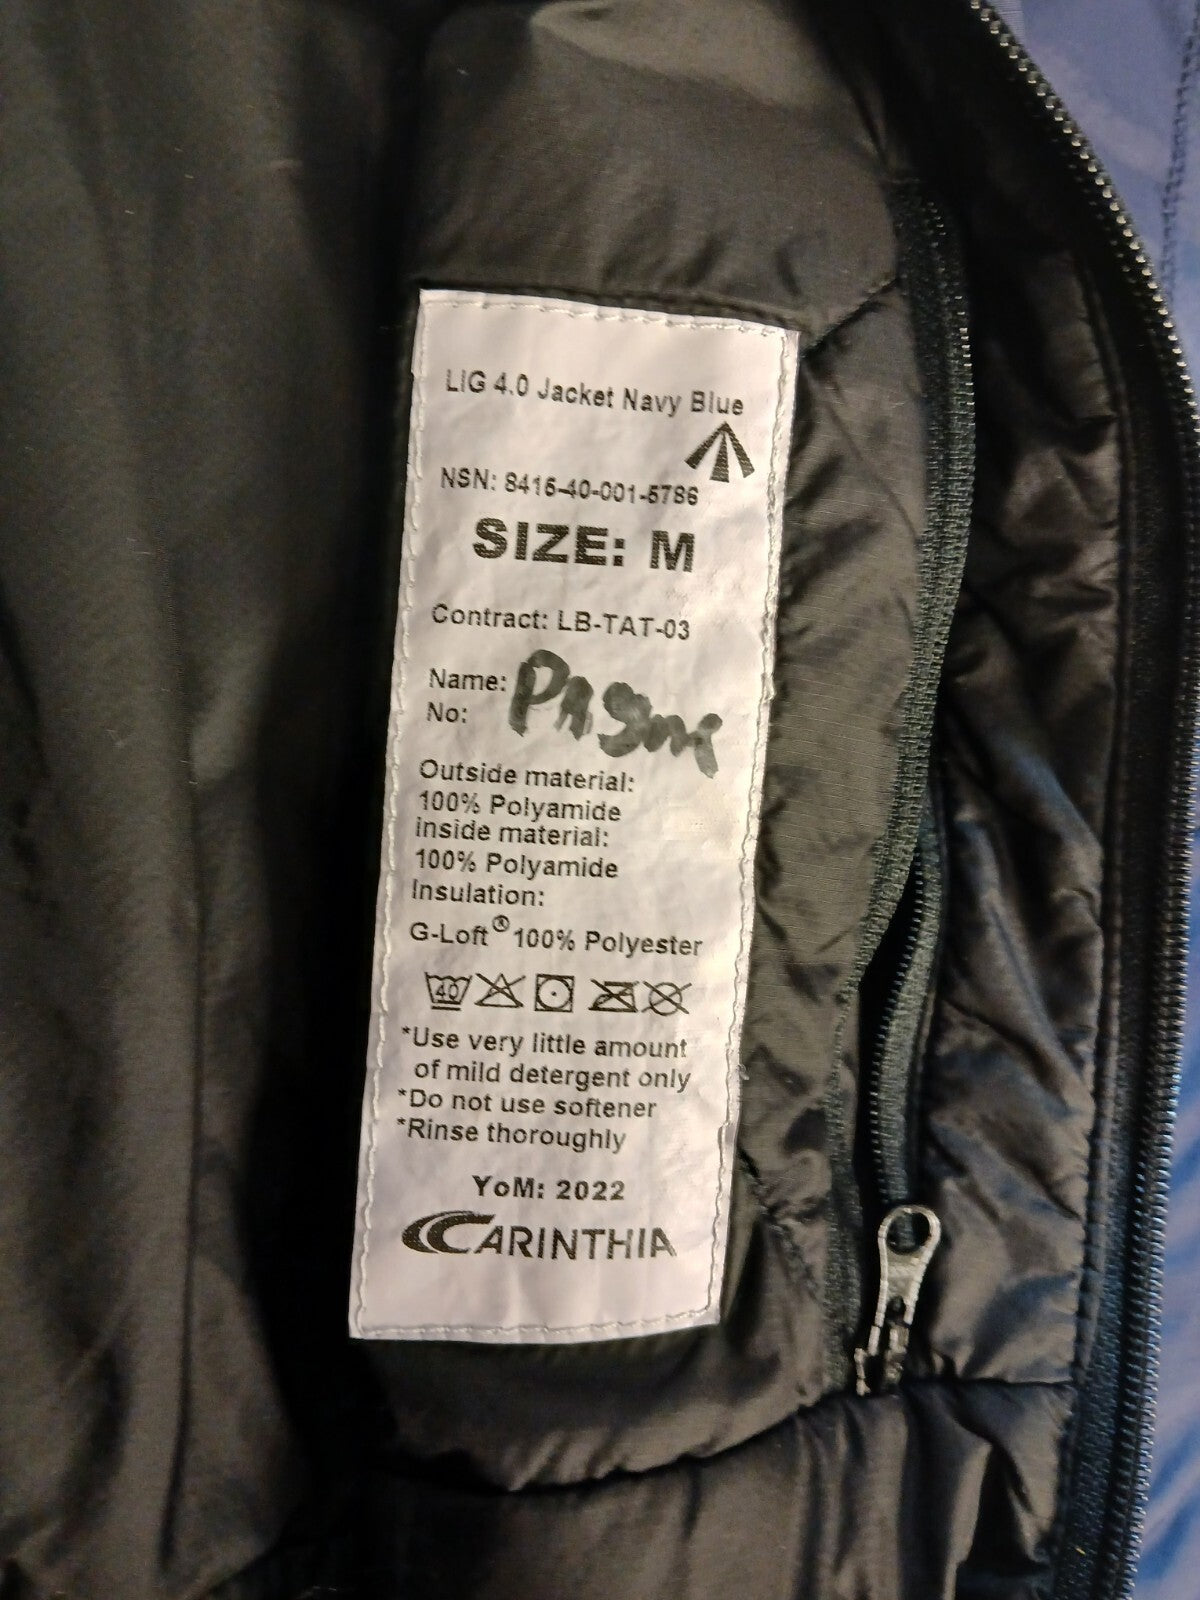 LIG 4.0 Jacket Navy Blue
NSN: 8415-40-001-5786
SIZE: M
Contract: LB-TAT-03
Name:
No:
Outside material:
100% Polyamide
Inside material:
100% Polyamide
Insulation:
G-Loft® 100% Polyester
40
*Use very little amount
of mild detergent only
*Do not use softener
*Rinse thoroughly
YoM: 2022
CARINTHIA